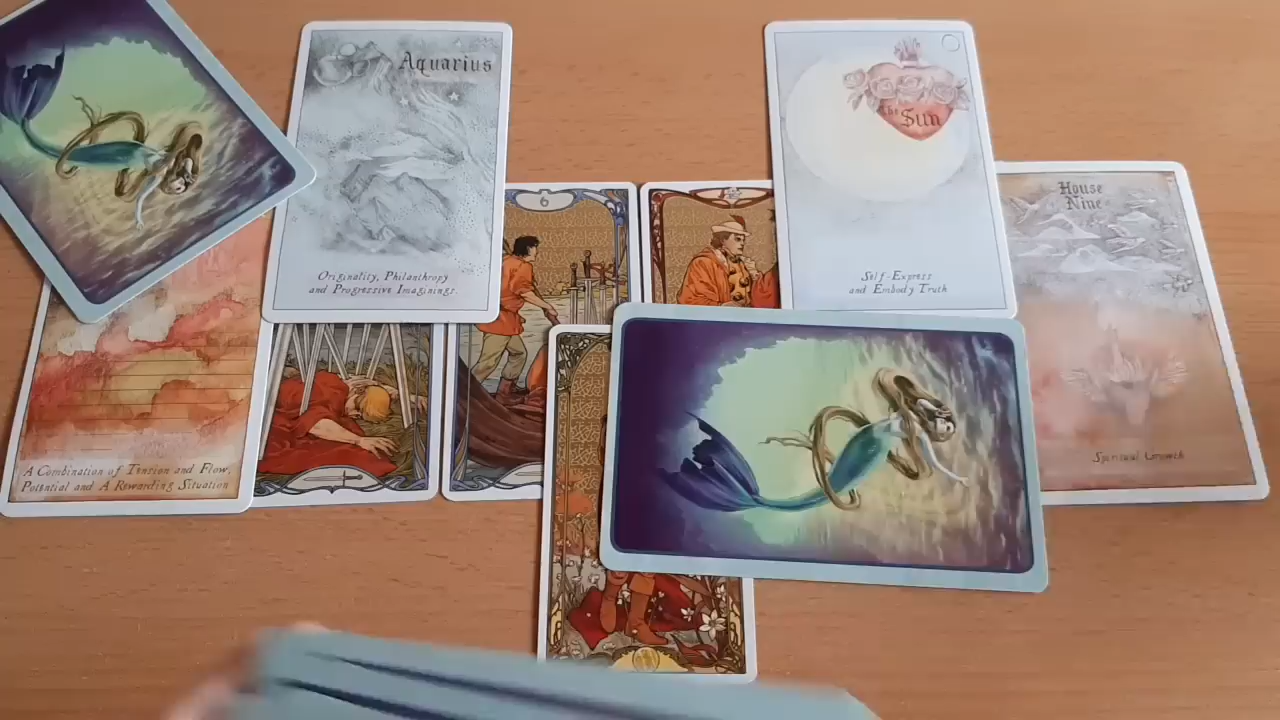 Aquarius
Originality, Philanthropy
and Progressive Imaginings.
6
The
Sun
Self-Express
and Embody Truth
House
Nine
Spiritual Growth
A Combination of Tension and Flow,
Potential and A Rewarding Situation